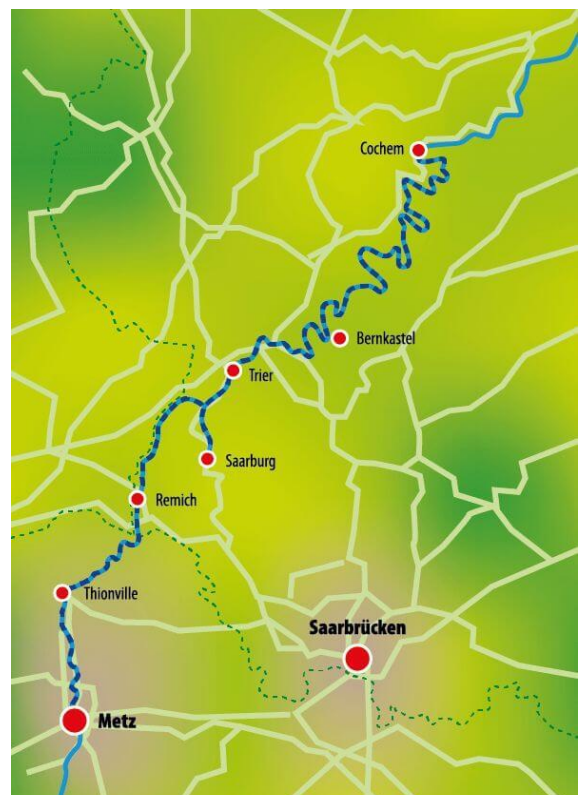 Cochem
Bernkastel
Trier
Saarburg
Remich
Thionville
Saarbrücken
Metz